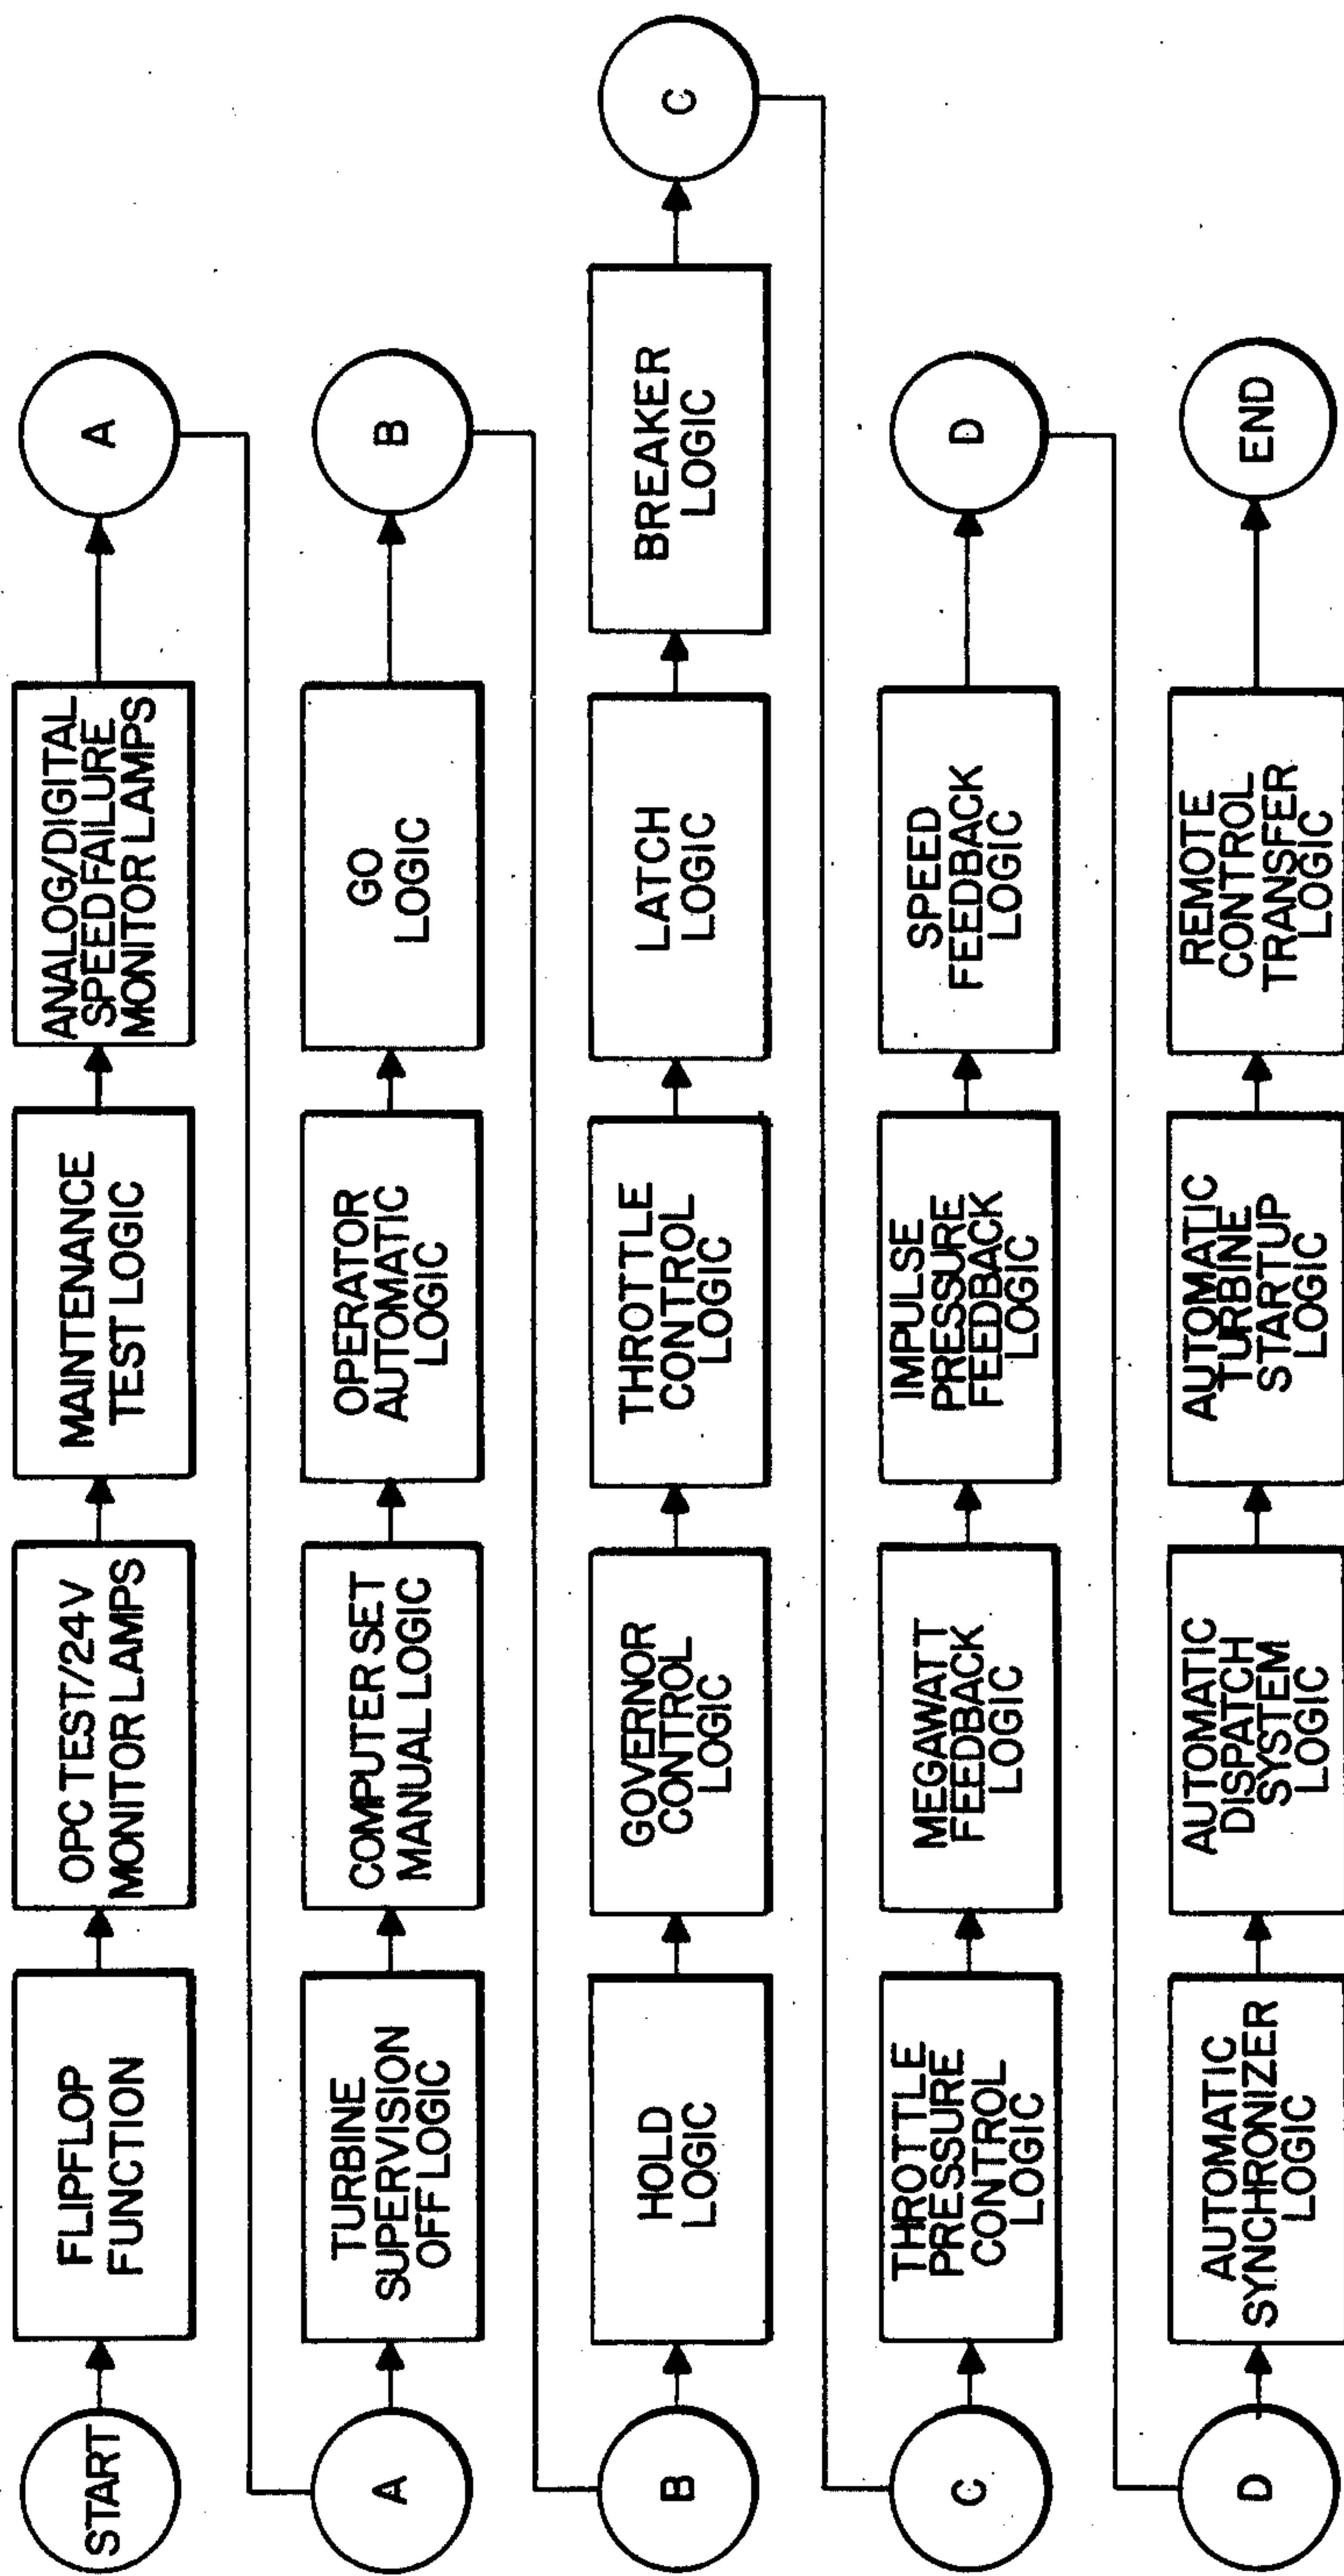 START
FLIPFLOP
FUNCTION
OPC TEST/24V
MONITOR LAMPS
MAINTENANCE
TEST LOGIC
ANALOG/DIGITAL
SPEED FAILURE
MONITOR LAMPS
A
A
TURBINE
SUPERVISION
OFF LOGIC
COMPUTER SET
MANUAL LOGIC
OPERATOR
AUTOMATIC
LOGIC
GO
LOGIC
B
B
HOLD
LOGIC
GOVERNOR
CONTROL
LOGIC
THROTTLE
CONTROL
LOGIC
LATCH
LOGIC
BREAKER
LOGIC
C
C
THROTTLE
PRESSURE
CONTROL
LOGIC
MEGAWATT
FEEDBACK
LOGIC
IMPULSE
PRESSURE
FEEDBACK
LOGIC
SPEED
FEEDBACK
LOGIC
D
D
AUTOMATIC
SYNCHRONIZER
LOGIC
AUTOMATIC
DISPATCH
SYSTEM
LOGIC
AUTOMATIC
TURBINE
STARTUP
LOGIC
REMOTE
CONTROL
TRANSFER
LOGIC
END